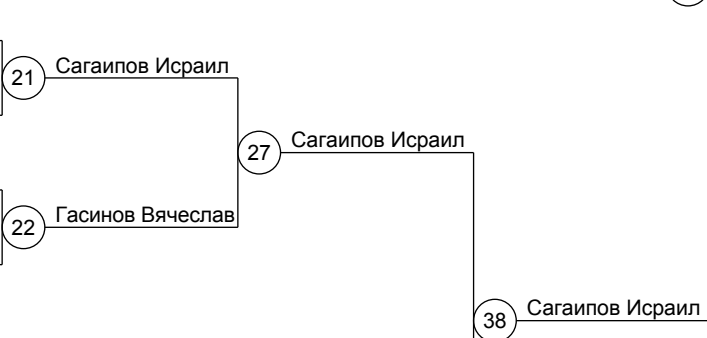 21 Сагаипов Исраил
27 Сагаипов Исраил
22 Гасинов Вячеслав
38 Сагаипов Исраил